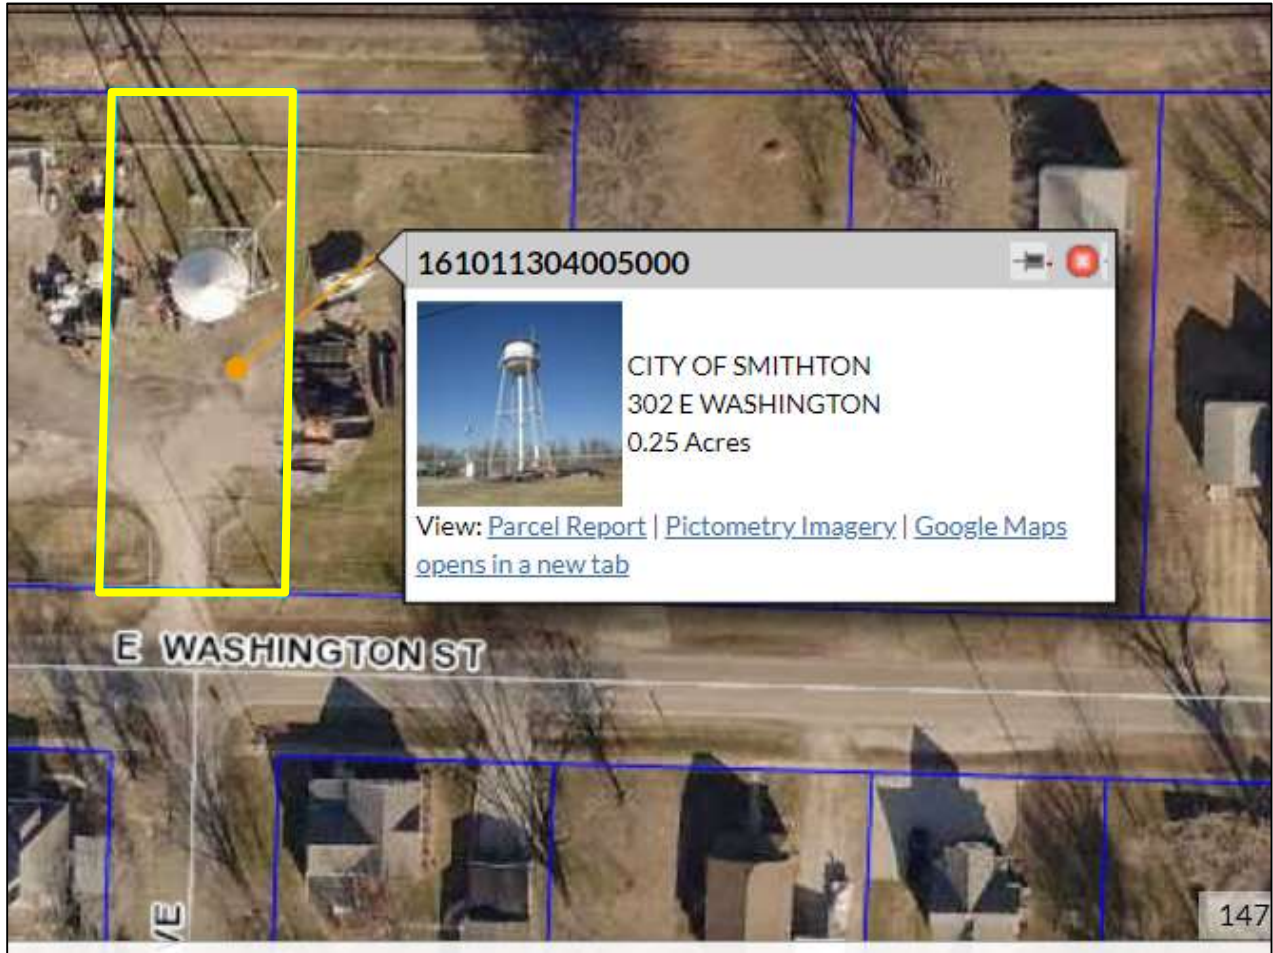 161011304005000
CITY OF SMITHTON
302 E WASHINGTON
0.25 Acres
View: Parcel Report | Pictometry Imagery | Google Maps
opens in a new tab
E WASHINGTON ST
VE
147